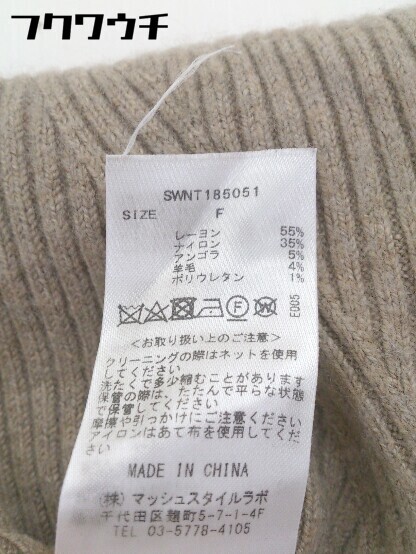 フクワウチ
SWNT185051
SIZE F
レーヨン 55%
ナイロン 35%
アンゴラ 5%
羊毛 4%
ポリウレタン 1%
E005
<お取り扱い上のご注意>
クリーニングの際はネットを使用
してください
洗たくで多少縮むことがあります
保管の際は、たたんで平らな状態
で保管してください
摩擦や引っかけにご注意ください
アイロンはあて布を使用してくだ
さい
MADE IN CHINA
(株)マッシュスタイルラボ
千代田区麹町5-7-1-4F
TEL 03-5778-4105